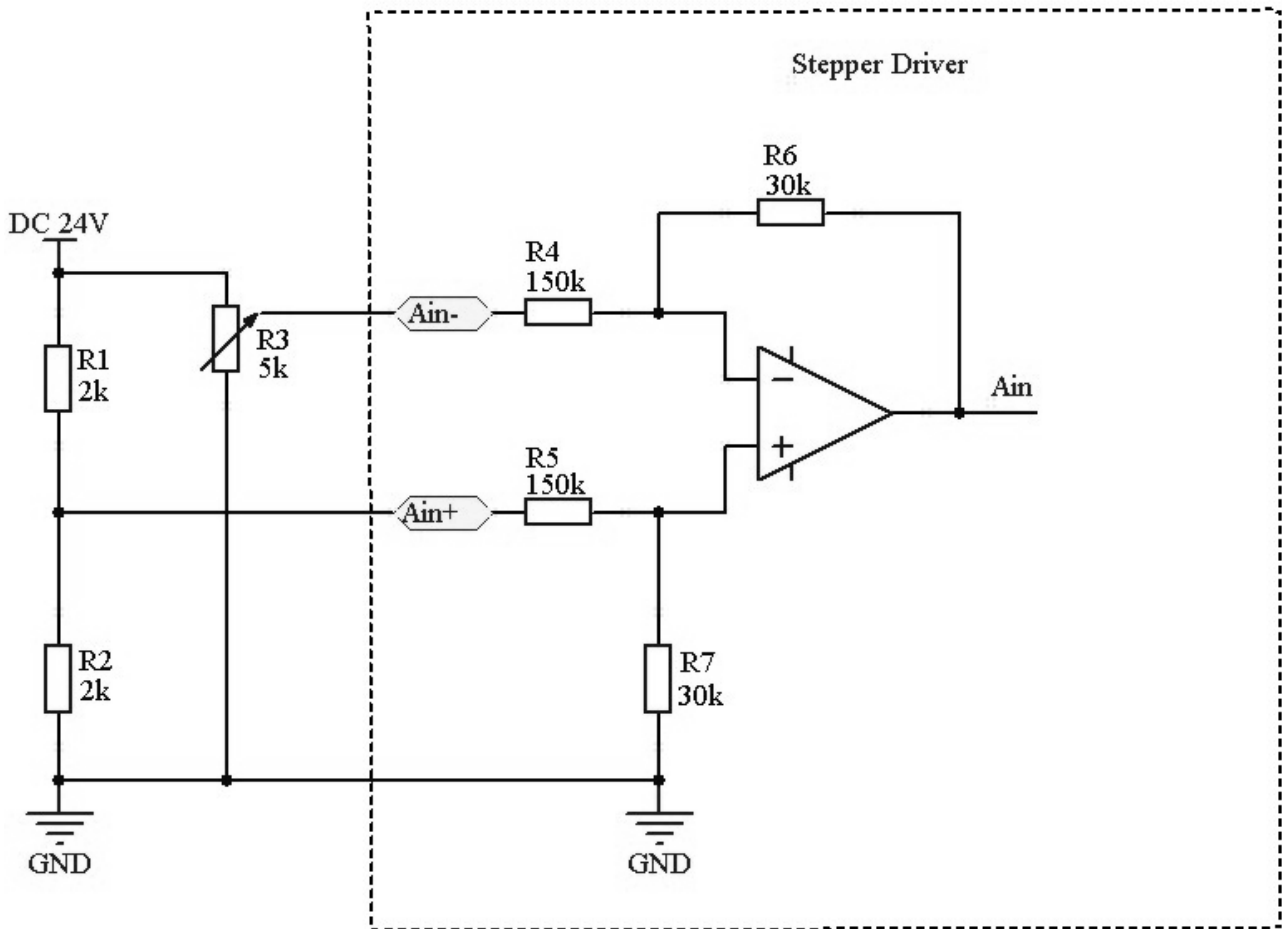 Stepper Driver
R6
30k
DC 24V
R4
150k
Ain-
R3
5k
R1
2k
Ain
−
+
R5
150k
Ain+
R2
2k
R7
30k
GND
GND